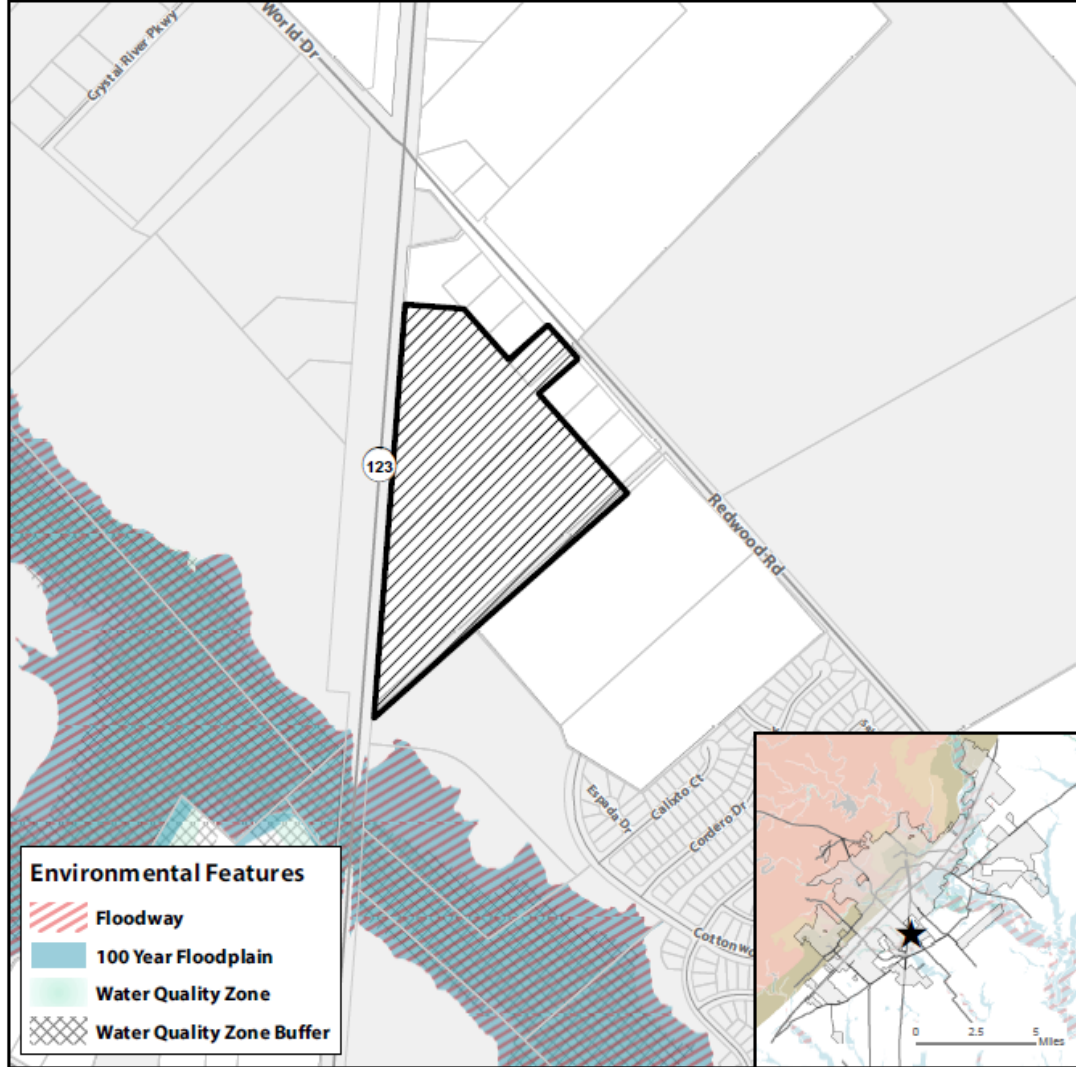 Crystal River Pkwy
World Dr
123
Redwood Rd
Espada Dr
Calixto Ct
Cordero Dr
Cottonwo
Environmental Features
Floodway
100 Year Floodplain
Water Quality Zone
Water Quality Zone Buffer
0 2.5 5
Miles